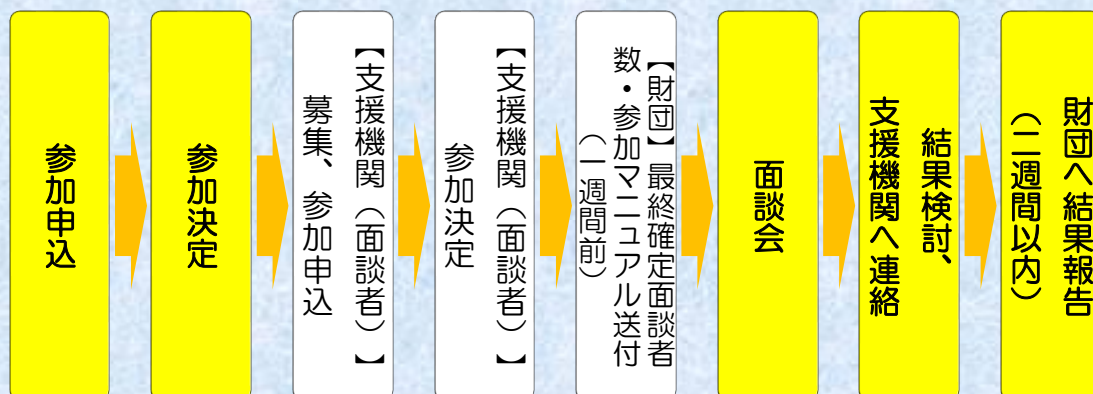 参加申込
参加決定
【支援機関(面談者)】
募集、参加申込
【支援機関(面談者)】
参加決定
【財団】最終確定面談者
数・参加マニュアル送付
(一週間前)
面談会
結果検討、
支援機関へ連絡
財団へ結果報告
(二週間以内)